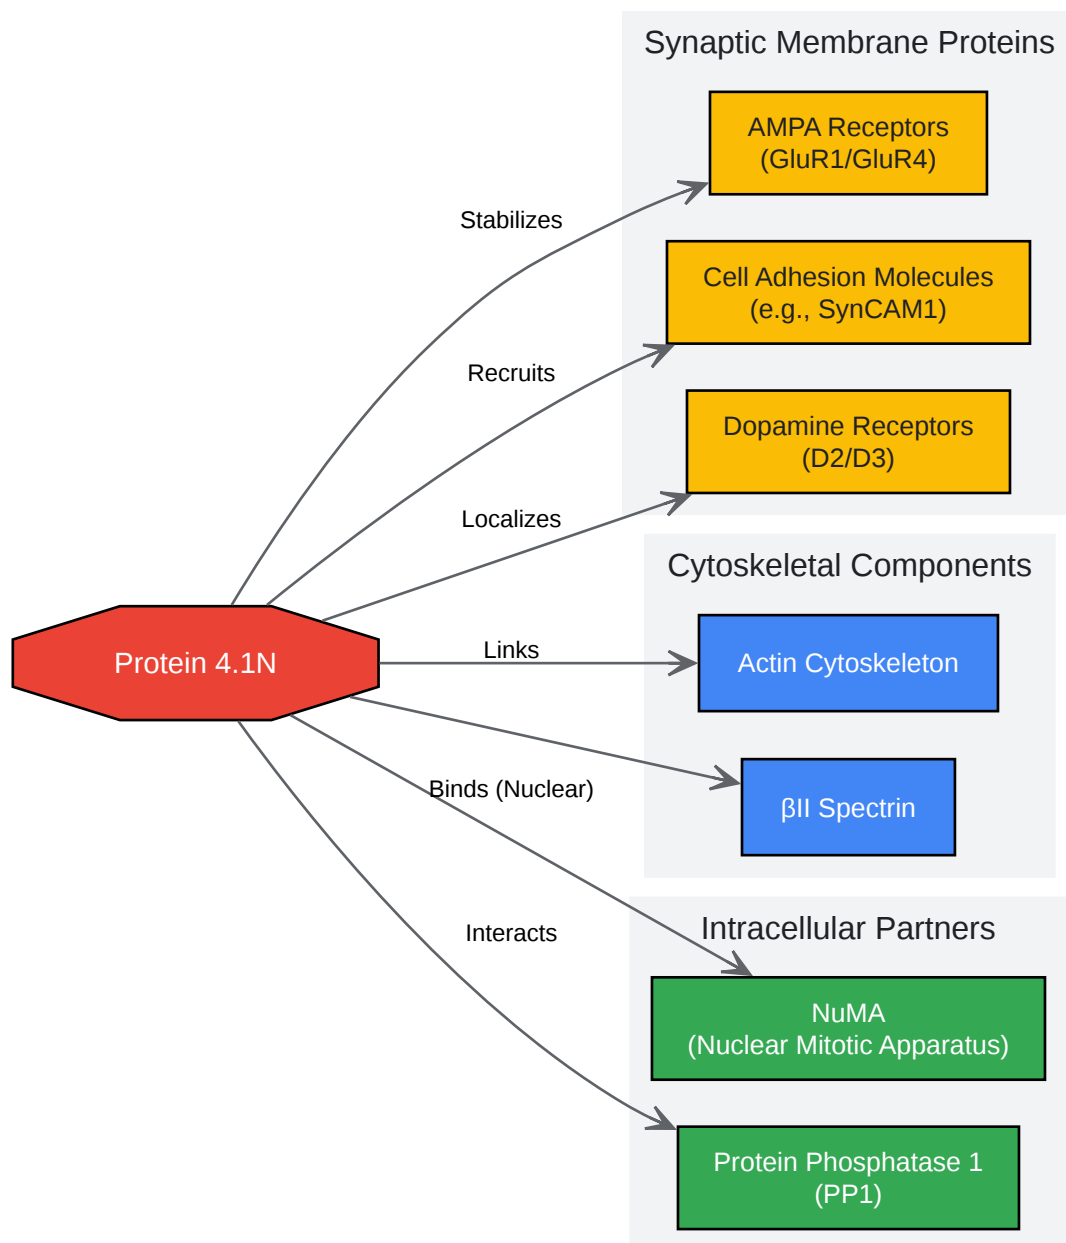 Synaptic Membrane Proteins
AMPA Receptors
(GluR1/GluR4)
Stabilizes
Cell Adhesion Molecules
(e.g., SynCAM1)
Recruits
Dopamine Receptors
(D2/D3)
Localizes
Cytoskeletal Components
Protein 4.1N
Links
Actin Cytoskeleton
Binds (Nuclear)
βII Spectrin
Intracellular Partners
Interacts
NuMA
(Nuclear Mitotic Apparatus)
Protein Phosphatase 1
(PP1)